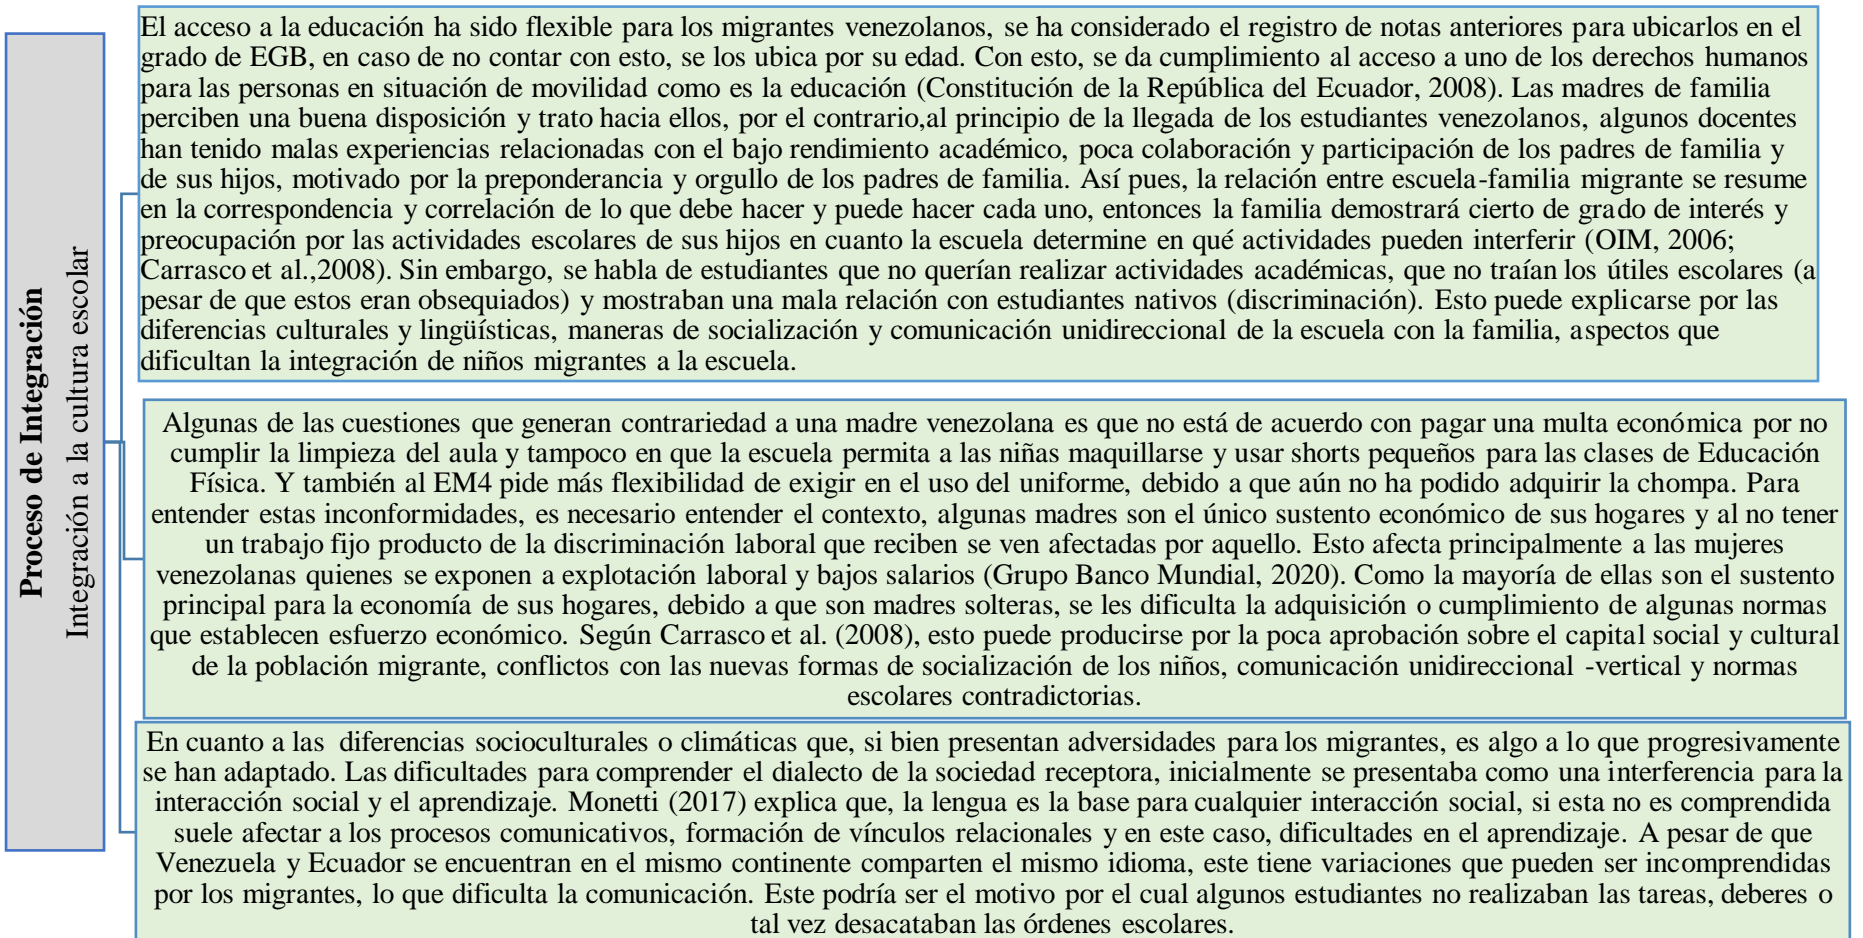 Proceso de Integración
Integración a la cultura escolar
El acceso a la educación ha sido flexible para los migrantes venezolanos, se ha considerado el registro de notas anteriores para ubicarlos en el
grado de EGB, en caso de no contar con esto, se los ubica por su edad. Con esto, se da cumplimiento al acceso a uno de los derechos humanos
para las personas en situación de movilidad como es la educación (Constitución de la República del Ecuador, 2008). Las madres de familia
perciben una buena disposición y trato hacia ellos, por el contrario,al principio de la llegada de los estudiantes venezolanos, algunos docentes
han tenido malas experiencias relacionadas con el bajo rendimiento académico, poca colaboración y participación de los padres de familia y
de sus hijos, motivado por la preponderancia y orgullo de los padres de familia. Así pues, la relación entre escuela-familia migrante se resume
en la correspondencia y correlación de lo que debe hacer y puede hacer cada uno, entonces la familia demostrará cierto de grado de interés y
preocupación por las actividades escolares de sus hijos en cuanto la escuela determine en qué actividades pueden interferir (OIM, 2006;
Carrasco et al.,2008). Sin embargo, se habla de estudiantes que no querían realizar actividades académicas, que no traían los útiles escolares (a
pesar de que estos eran obsequiados) y mostraban una mala relación con estudiantes nativos (discriminación). Esto puede explicarse por las
diferencias culturales y lingüísticas, maneras de socialización y comunicación unidireccional de la escuela con la familia, aspectos que
dificultan la integración de niños migrantes a la escuela.
Algunas de las cuestiones que generan contrariedad a una madre venezolana es que no está de acuerdo con pagar una multa económica por no
cumplir la limpieza del aula y tampoco en que la escuela permita a las niñas maquillarse y usar shorts pequeños para las clases de Educación
Física. Y también al EM4 pide más flexibilidad de exigir en el uso del uniforme, debido a que aún no ha podido adquirir la chompa. Para
entender estas inconformidades, es necesario entender el contexto, algunas madres son el único sustento económico de sus hogares y al no tener
un trabajo fijo producto de la discriminación laboral que reciben se ven afectadas por aquello. Esto afecta principalmente a las mujeres
venezolanas quienes se exponen a explotación laboral y bajos salarios (Grupo Banco Mundial, 2020). Como la mayoría de ellas son el sustento
principal para la economía de sus hogares, debido a que son madres solteras, se les dificulta la adquisición o cumplimiento de algunas normas
que establecen esfuerzo económico. Según Carrasco et al. (2008), esto puede producirse por la poca aprobación sobre el capital social y cultural
de la población migrante, conflictos con las nuevas formas de socialización de los niños, comunicación unidireccional -vertical y normas
escolares contradictorias.
En cuanto a las diferencias socioculturales o climáticas que, si bien presentan adversidades para los migrantes, es algo a lo que progresivamente
se han adaptado. Las dificultades para comprender el dialecto de la sociedad receptora, inicialmente se presentaba como una interferencia para la
interacción social y el aprendizaje. Monetti (2017) explica que, la lengua es la base para cualquier interacción social, si esta no es comprendida
suele afectar a los procesos comunicativos, formación de vínculos relacionales y en este caso, dificultades en el aprendizaje. A pesar de que
Venezuela y Ecuador se encuentran en el mismo continente comparten el mismo idioma, este tiene variaciones que pueden ser incomprendidas
por los migrantes, lo que dificulta la comunicación. Este podría ser el motivo por el cual algunos estudiantes no realizaban las tareas, deberes o
tal vez desacataban las órdenes escolares.